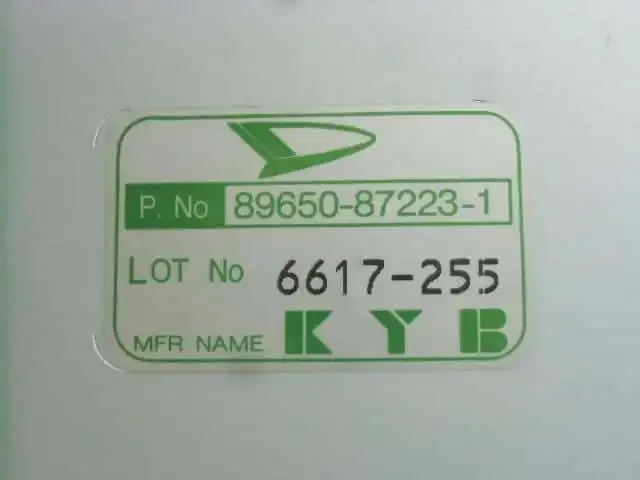 P. No 89650-87223-1
LOT No 6617-255
MFR NAME KYB